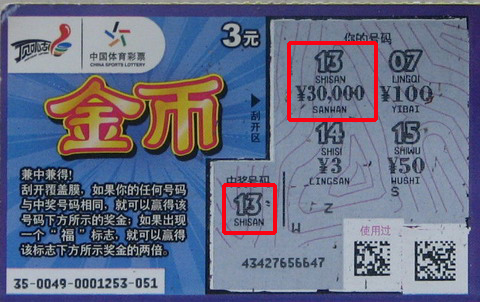 顶呱刮
中国体育彩票
CHINA SPORTS LOTTERY
3元
金币
刮开区
兼中兼得!
刮开覆盖膜,如果你的任何号码
与中奖号码相同,就可以赢得该
号码下方所示的奖金;如果出现
一个“福”标志,就可以赢得
该标志下方所示奖金的两倍。
35-0049-0001253-051
你的号码
13 07
SHISAN LINGQI
¥30,000 ¥100
SANWAN YIBAI
14 15
SHISI SHIWU
¥3 ¥50
LINGSAN WUSHI
中奖号码
13
SHISAN
S
Z
H
使用过
43427656647